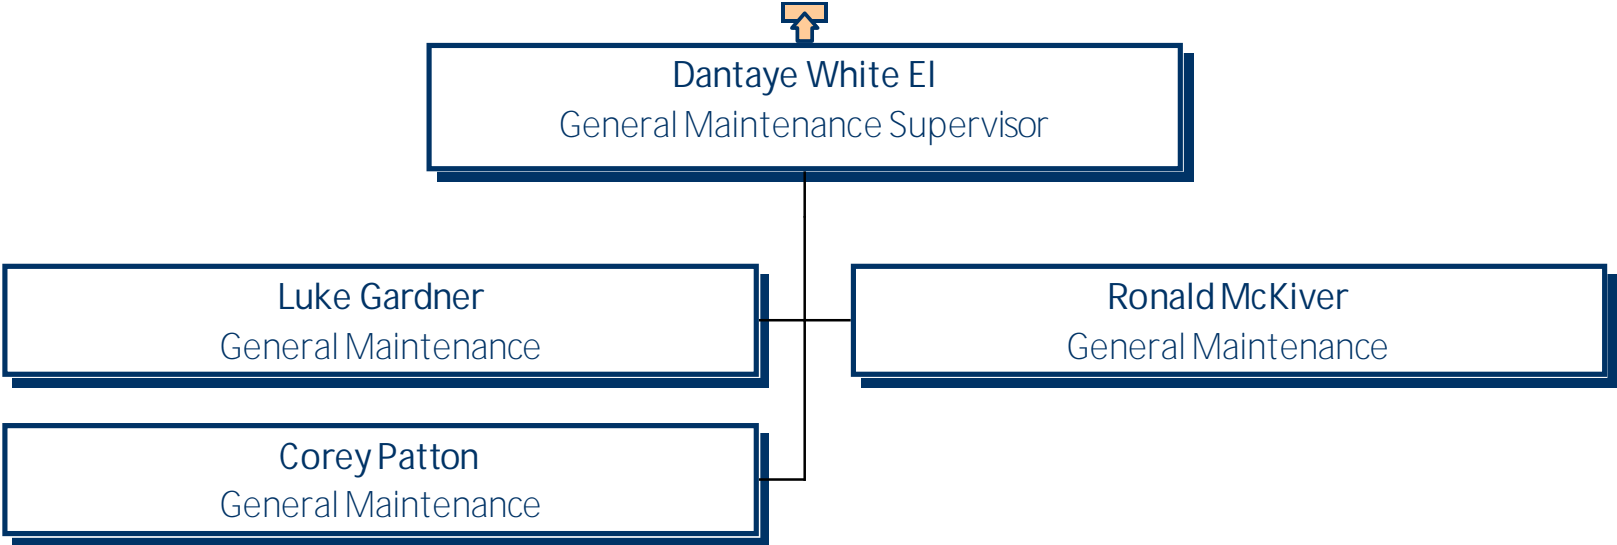 Dantaye White El
General Maintenance Supervisor
Luke Gardner
General Maintenance
Ronald McKiver
General Maintenance
Corey Patton
General Maintenance